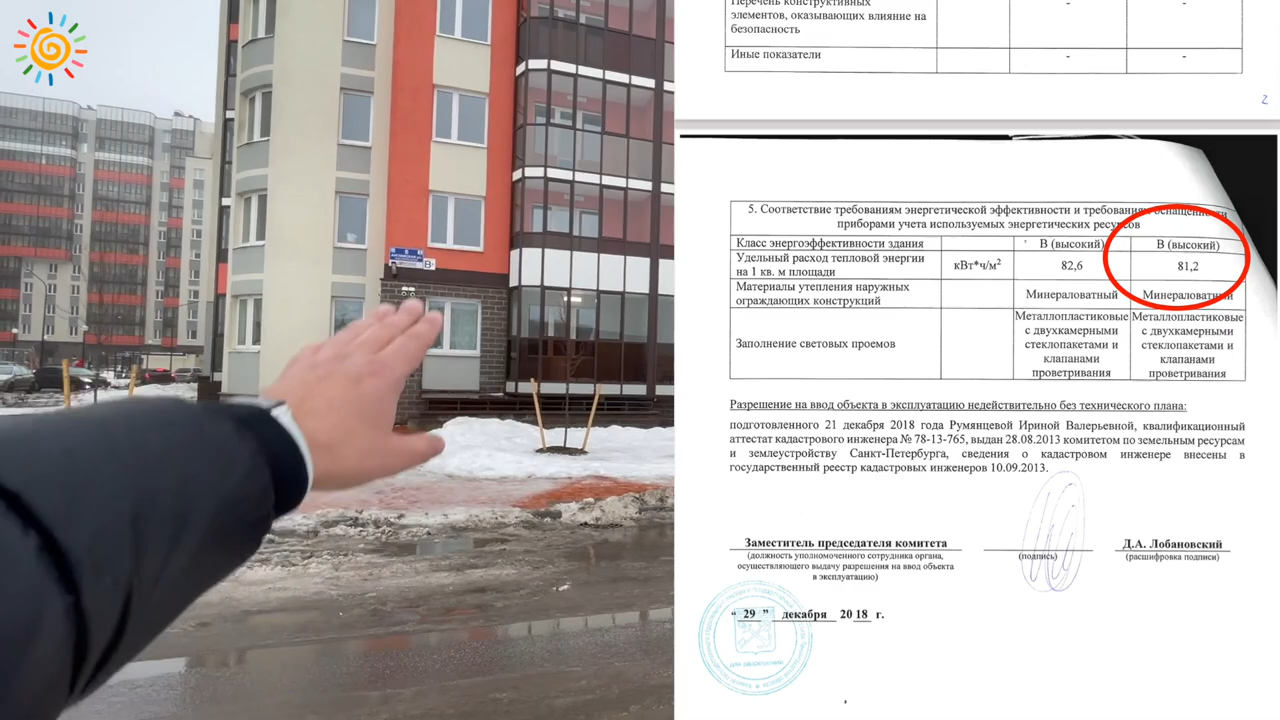 Перечень конструктивных
элементов, оказывающих влияние на
безопасность
-
-
Иные показатели
-
-
2
5. Соответствие требованиям энергетической эффективности и требованиям оснащенности
приборами учета используемых энергетических ресурсов
Класс энергоэффективности здания
В (высокий)
В (высокий)
Удельный расход тепловой энергии
на 1 кв. м площади
кВт*ч/м²
82,6
81,2
Материалы утепления наружных
ограждающих конструкций
Минераловатный
Минераловатный
Заполнение световых проемов
Металлопластиковые
с двухкамерными
стеклопакетами и
клапанами
проветривания
Металлопластиковые
с двухкамерными
стеклопакетами и
клапанами
проветривания
Разрешение на ввод объекта в эксплуатацию недействительно без технического плана:
подготовленного 21 декабря 2018 года Румянцевой Ириной Валерьевной, квалификационный
аттестат кадастрового инженера № 78-13-765, выдан 28.08.2013 комитетом по земельным ресурсам
и землеустройству Санкт-Петербурга, сведения о кадастровом инженере внесены в
государственный реестр кадастровых инженеров 10.09.2013.
Заместитель председателя комитета
(должность уполномоченного сотрудника органа,
осуществляющего выдачу разрешения на ввод объекта
в эксплуатацию)
(подпись)
Д.А. Лобановский
(расшифровка подписи)
“ 29 ” декабря 20 18 г.